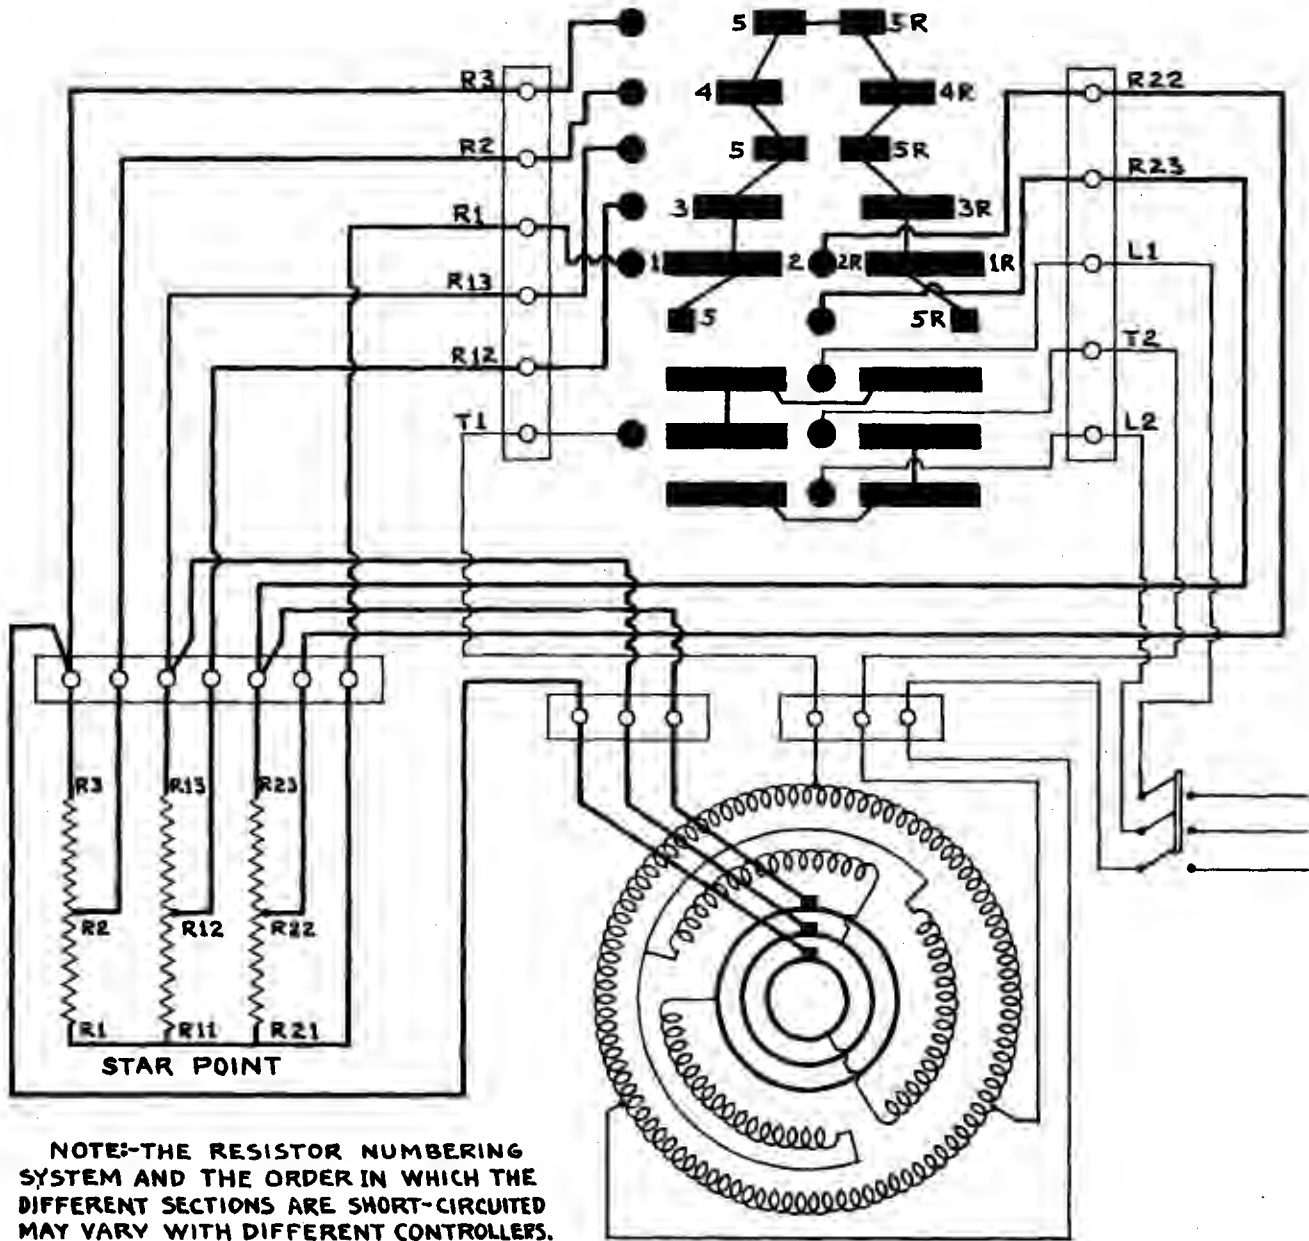 5 5R
R3 4 4R R22
R2 5 5R R23
R1 3 3R
R13 1 2 2R 1R L1
5 5R
R12 T2
T1 L2
R3 R13 R23
R2 R12 R22
R1 R11 R21
STAR POINT
NOTE:-THE RESISTOR NUMBERING
SYSTEM AND THE ORDER IN WHICH THE
DIFFERENT SECTIONS ARE SHORT-CIRCUITED
MAY VARY WITH DIFFERENT CONTROLLERS.